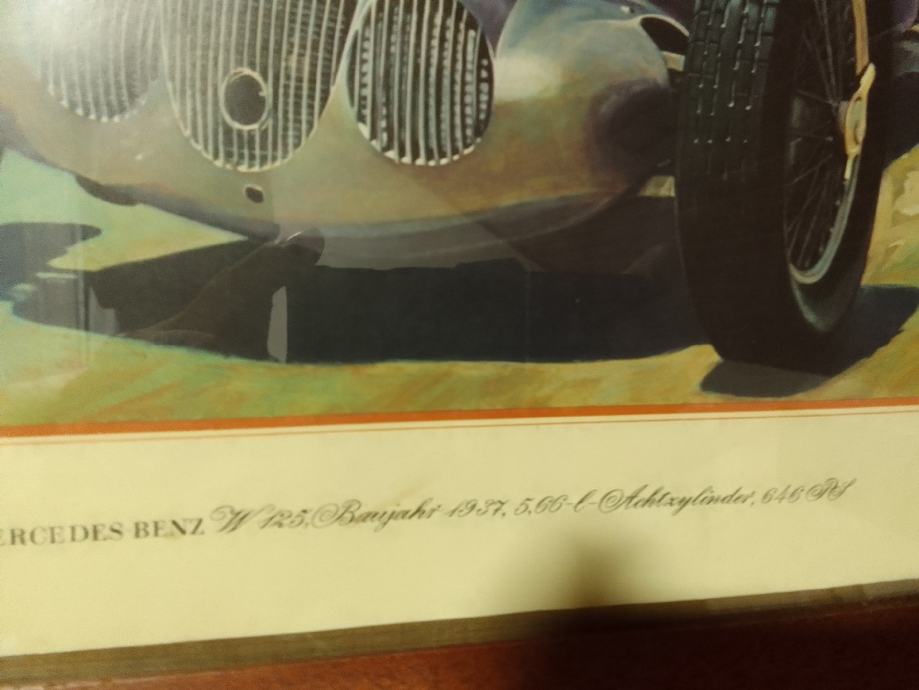 ERCEDES-BENZ W 125, Baujahr 1937, 5,66-l-Achtzylinder, 646 PS